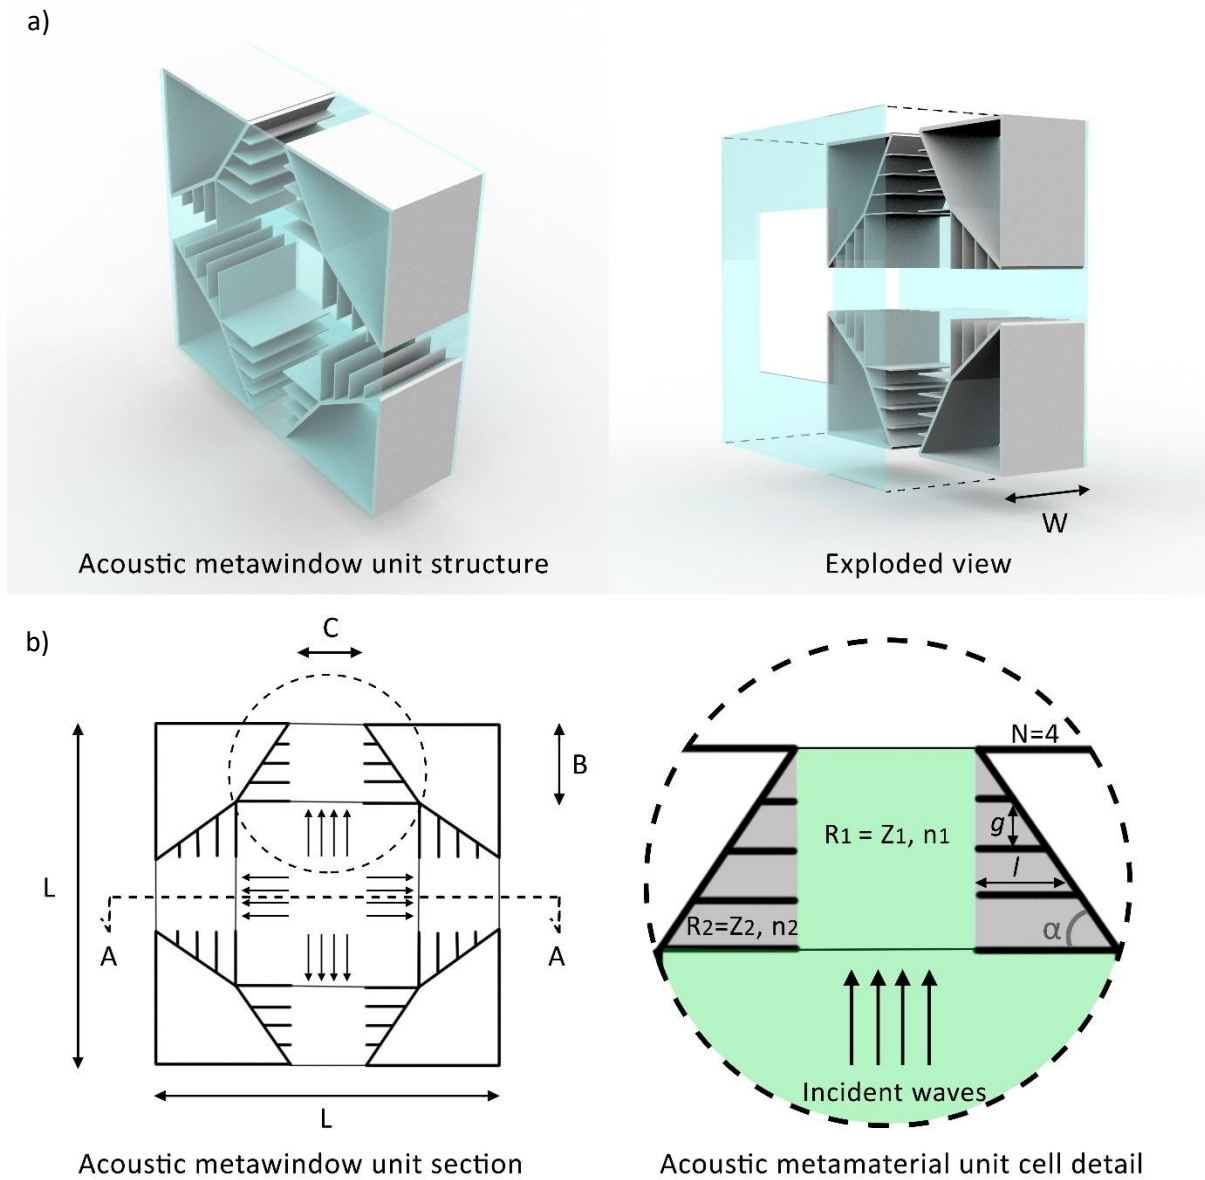 a)
W
Acoustic metawindow unit structure
Exploded view
b)
C
B
L
A
A
L
Acoustic metawindow unit section
N=4
g
R1 = Z1, n1
l
R2=Z2, n2
α
Incident waves
Acoustic metamaterial unit cell detail